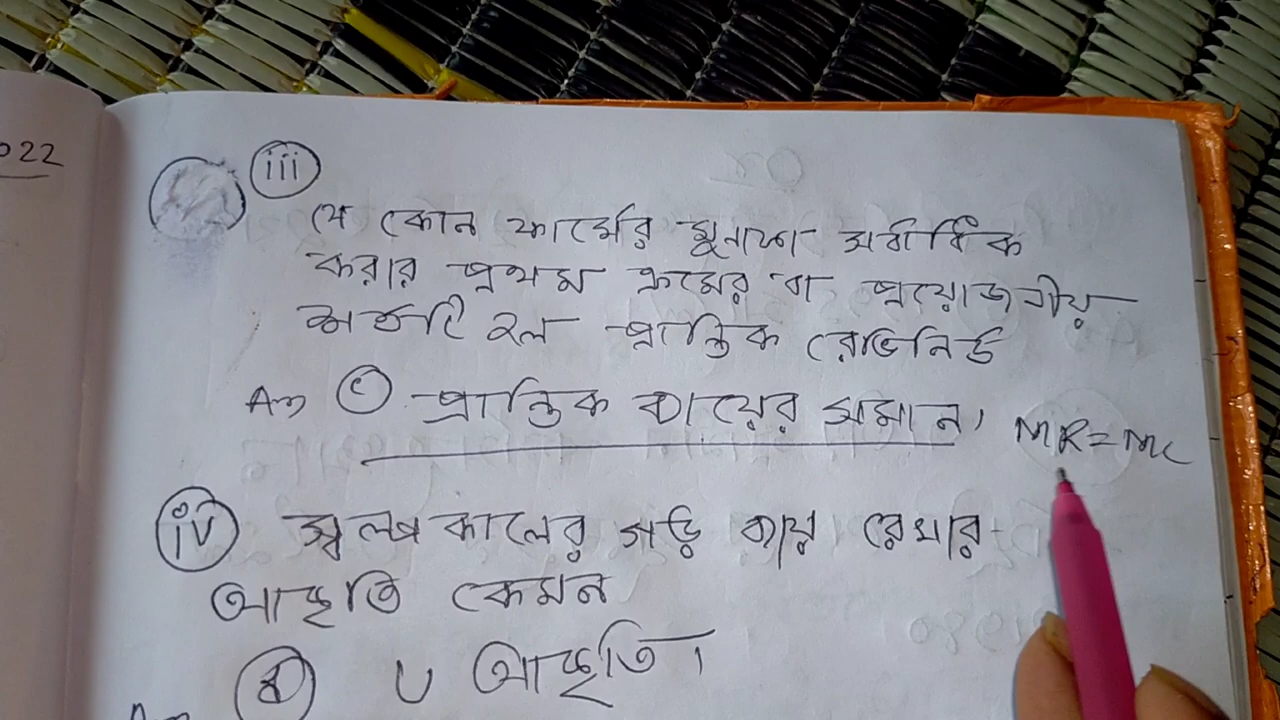 022
iii
যে কোন ফার্মের মুনাফা সর্বাধিক
করার প্রথম ক্রমের বা প্রয়োজনীয়
শর্তটি হল প্রান্তিক রেভিনিউ
Ans c প্রান্তিক ব্যয়ের সমান, MR = MC
iv স্বল্পকালের গড় ব্যয় রেখার
আকৃতি কেমন
U আকৃতি।
Ans